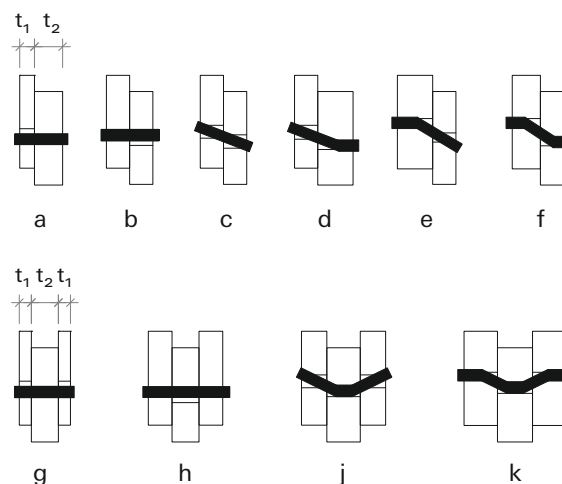 t₁ t₂
a b c d e f
t₁ t₂ t₁
g h j k